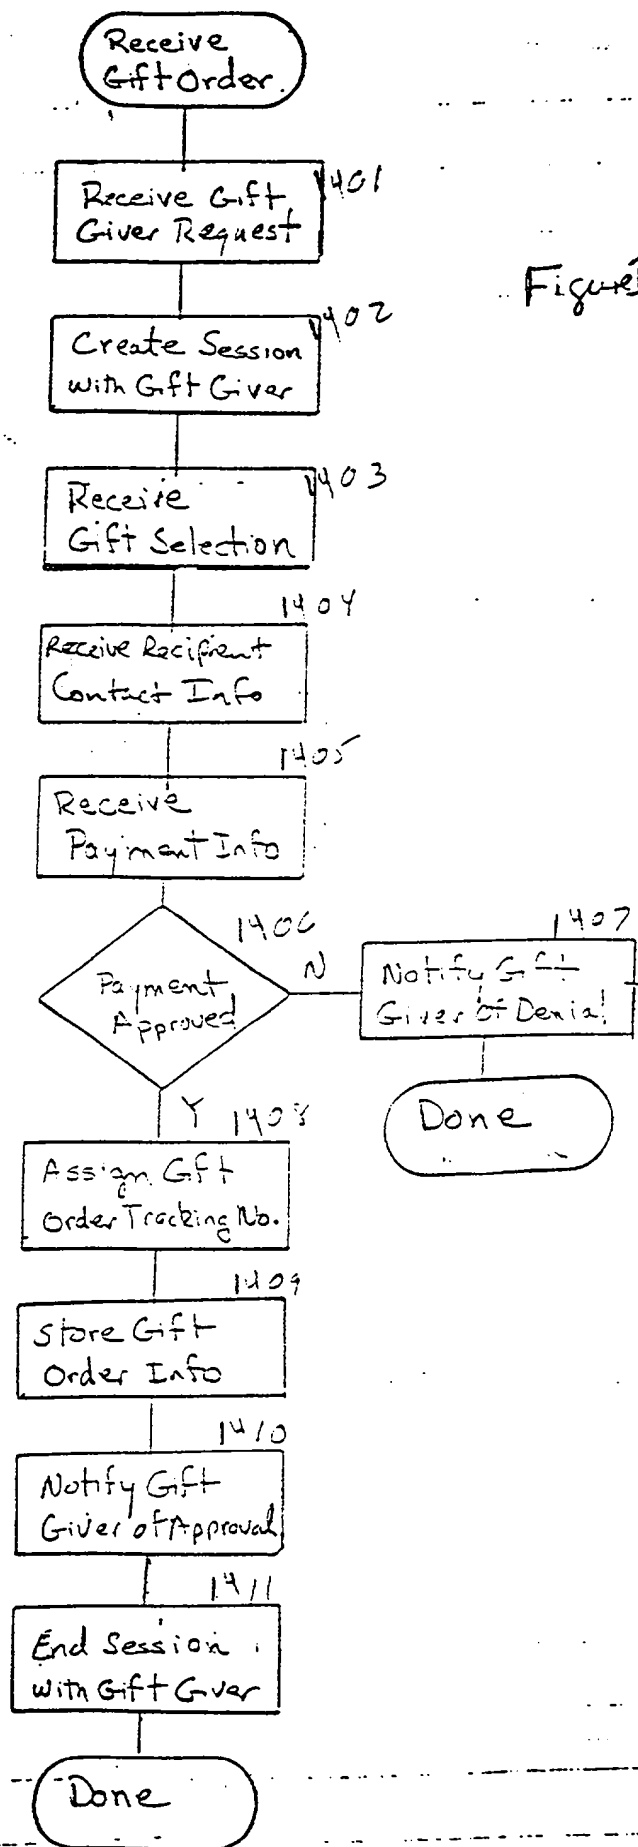 Receive
Gift Order.
1401
Receive Gift
Giver Request
Figure
1402
Create Session
with Gift Giver
1403
Receive
Gift Selection
1404
Receive Recipient
Contact Info
1405
Receive
Payment Info
1406
Payment
Approved
N
1407
Notify Gift
Giver of Denial
Done
Y
1408
Assign Gift
Order Tracking No.
1409
Store Gift
Order Info
1410
Notify Gift
Giver of Approval
1411
End Session
with Gift Giver
Done